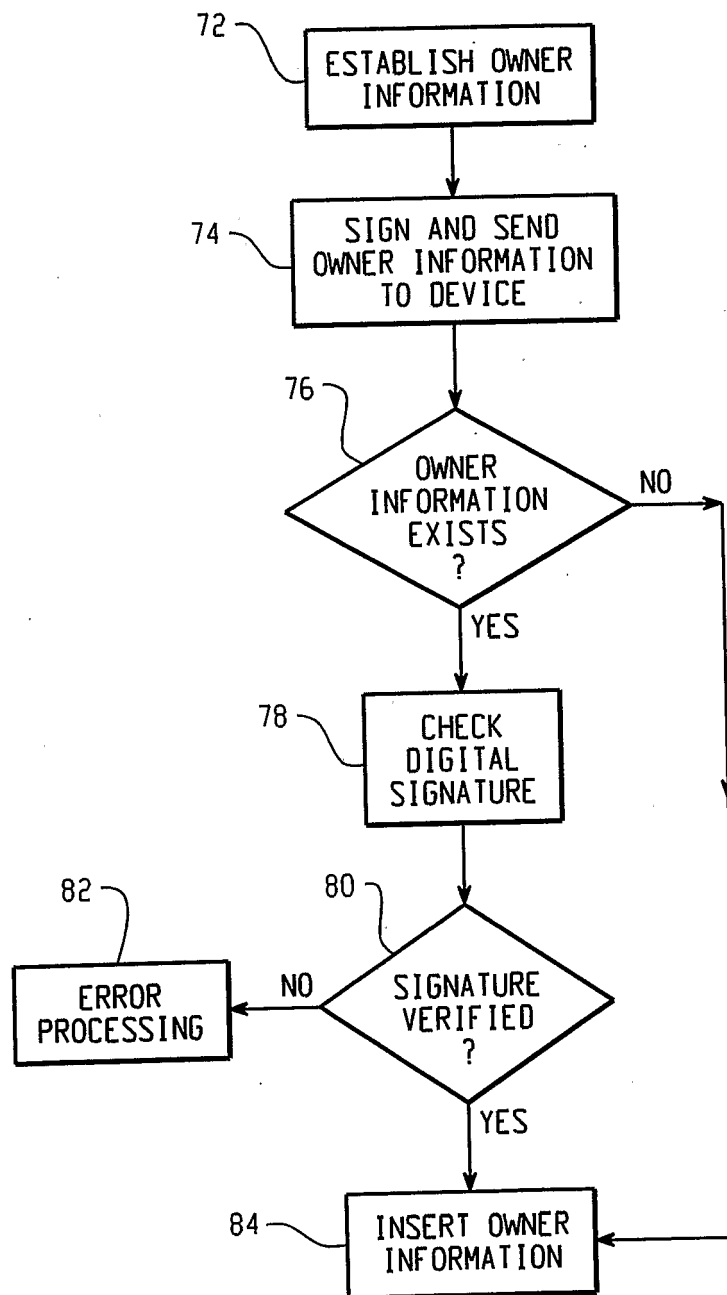 72
ESTABLISH OWNER
INFORMATION
74
SIGN AND SEND
OWNER INFORMATION
TO DEVICE
76
OWNER
INFORMATION
EXISTS
?
NO
YES
78
CHECK
DIGITAL
SIGNATURE
80
SIGNATURE
VERIFIED
?
NO
82
ERROR
PROCESSING
YES
84
INSERT OWNER
INFORMATION